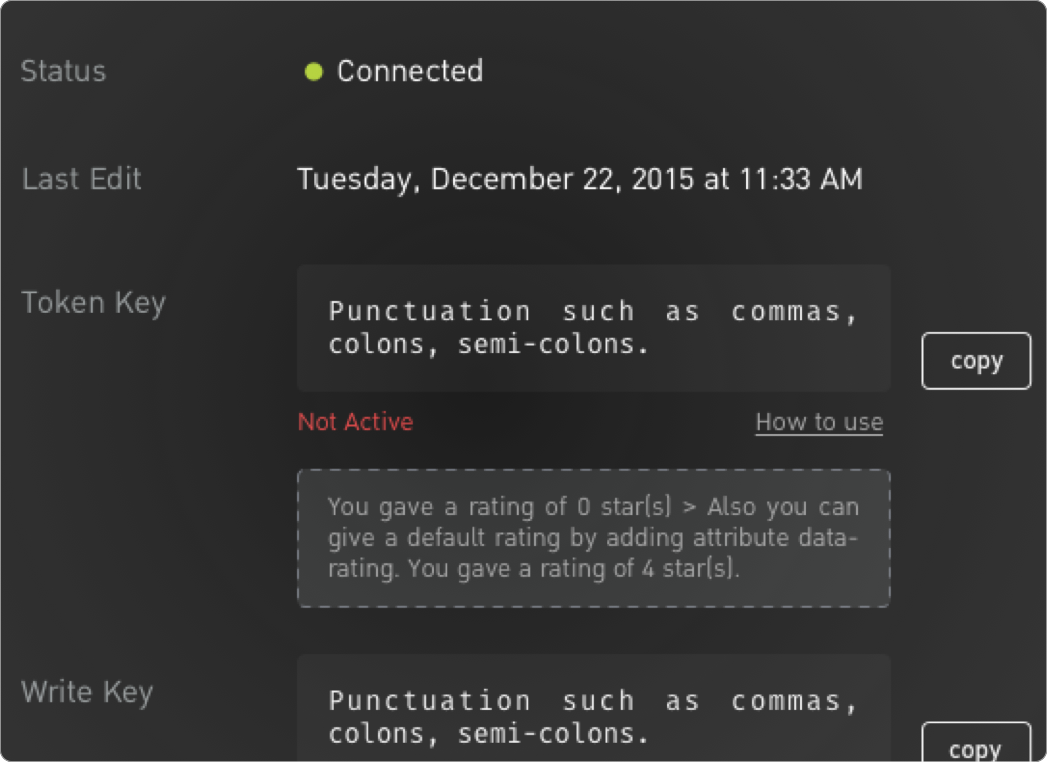 Status
Connected
Last Edit
Tuesday, December 22, 2015 at 11:33 AM
Token Key
Punctuation such as commas,
colons, semi-colons.
copy
Not Active
How to use
You gave a rating of 0 star(s) > Also you can
give a default rating by adding attribute data-
rating. You gave a rating of 4 star(s).
Write Key
Punctuation such as commas,
colons, semi-colons.
copy